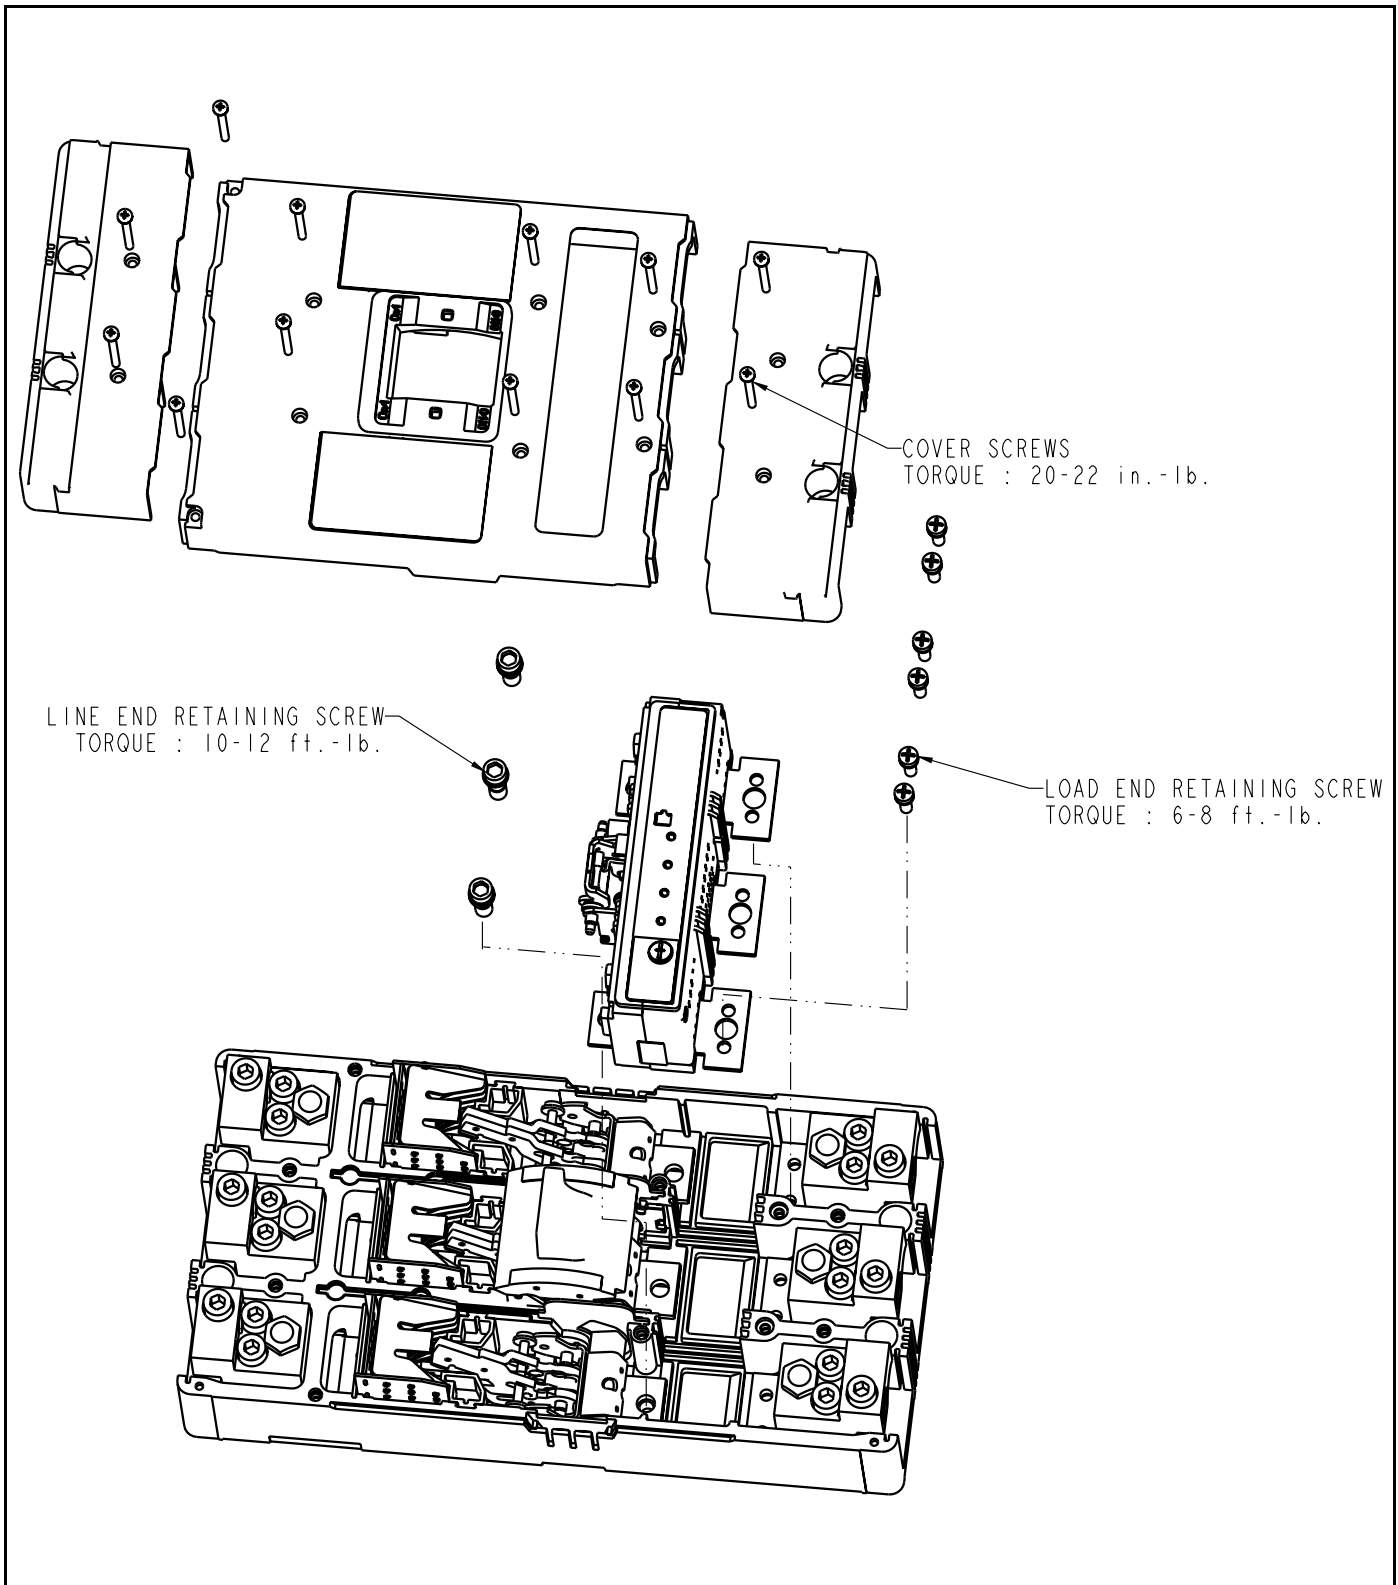 COVER SCREWS
TORQUE : 20-22 in.-lb.
LINE END RETAINING SCREW
TORQUE : 10-12 ft.-lb.
LOAD END RETAINING SCREW
TORQUE : 6-8 ft.-lb.